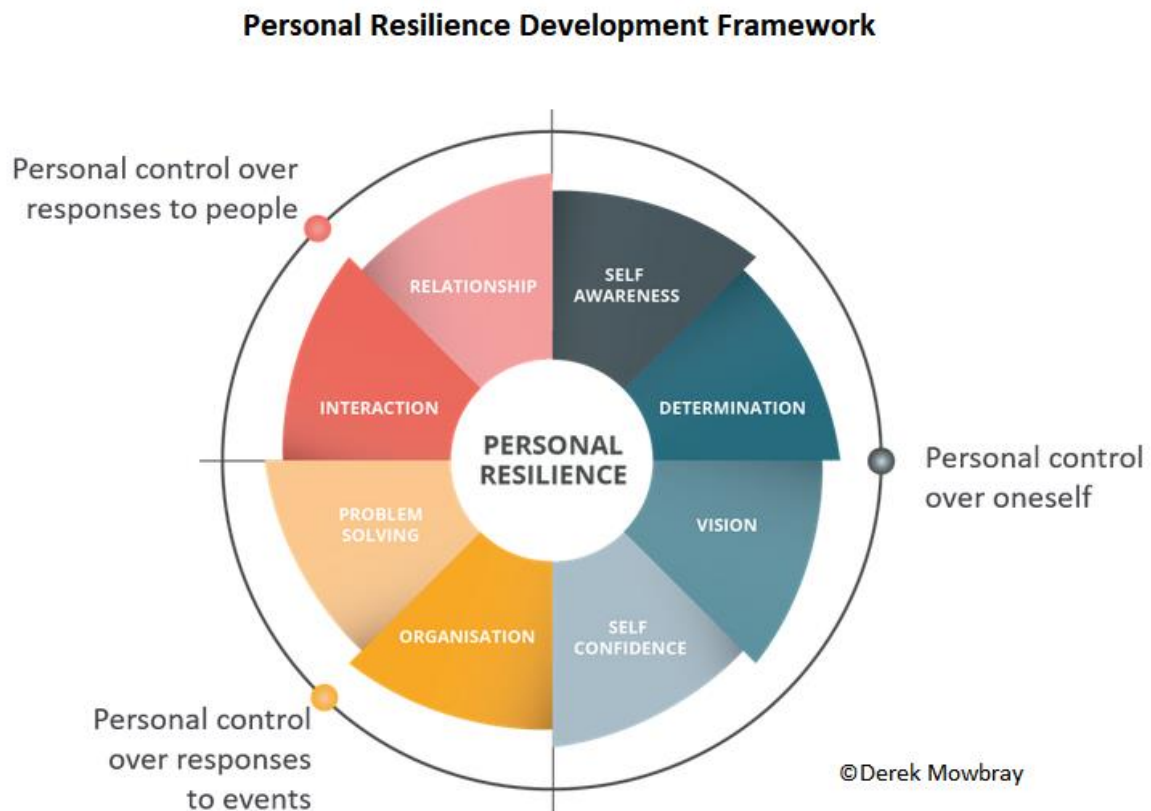 Personal Resilience Development Framework
Personal control over
responses to people
RELATIONSHIP
SELF
AWARENESS
INTERACTION
DETERMINATION
PERSONAL
RESILIENCE
Personal control
over oneself
PROBLEM
SOLVING
VISION
ORGANISATION
SELF
CONFIDENCE
Personal control
over responses
to events
©Derek Mowbray